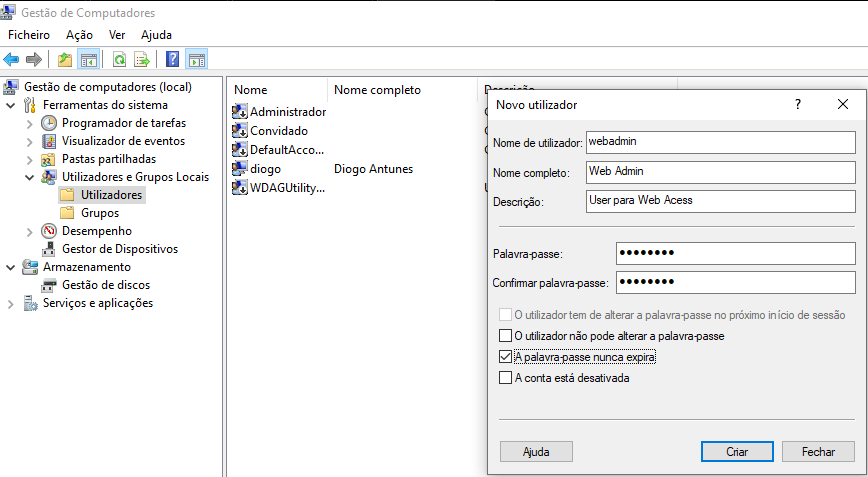 Gestão de Computadores
Ficheiro Ação Ver Ajuda
Gestão de computadores (local)
Ferramentas do sistema
Programador de tarefas
Visualizador de eventos
Pastas partilhadas
Utilizadores e Grupos Locais
Utilizadores
Grupos
Desempenho
Gestor de Dispositivos
Armazenamento
Gestão de discos
Serviços e aplicações
Nome Nome completo Descrição
Administrador
Convidado
DefaultAcco...
diogo Diogo Antunes
WDAGUtility...
Novo utilizador
Nome de utilizador: webadmin
Nome completo: Web Admin
Descrição: User para Web Acess
Palavra-passe: ●●●●●●●●
Confirmar palavra-passe: ●●●●●●●●
O utilizador tem de alterar a palavra-passe no próximo início de sessão
O utilizador não pode alterar a palavra-passe
A palavra-passe nunca expira
A conta está desativada
Ajuda Criar Fechar